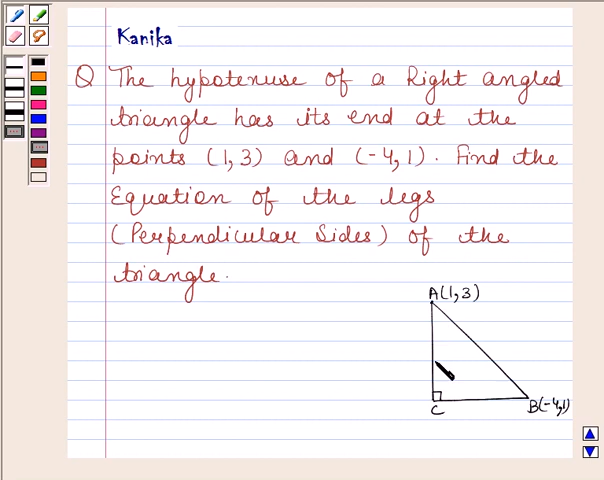 Kanika
Q The hypotenuse of a Right angled
triangle has its end at the
points (1,3) and (-4,1). Find the
Equation of the legs
(Perpendicular Sides) of the
triangle.
A(1,3)
C
B(-4,1)